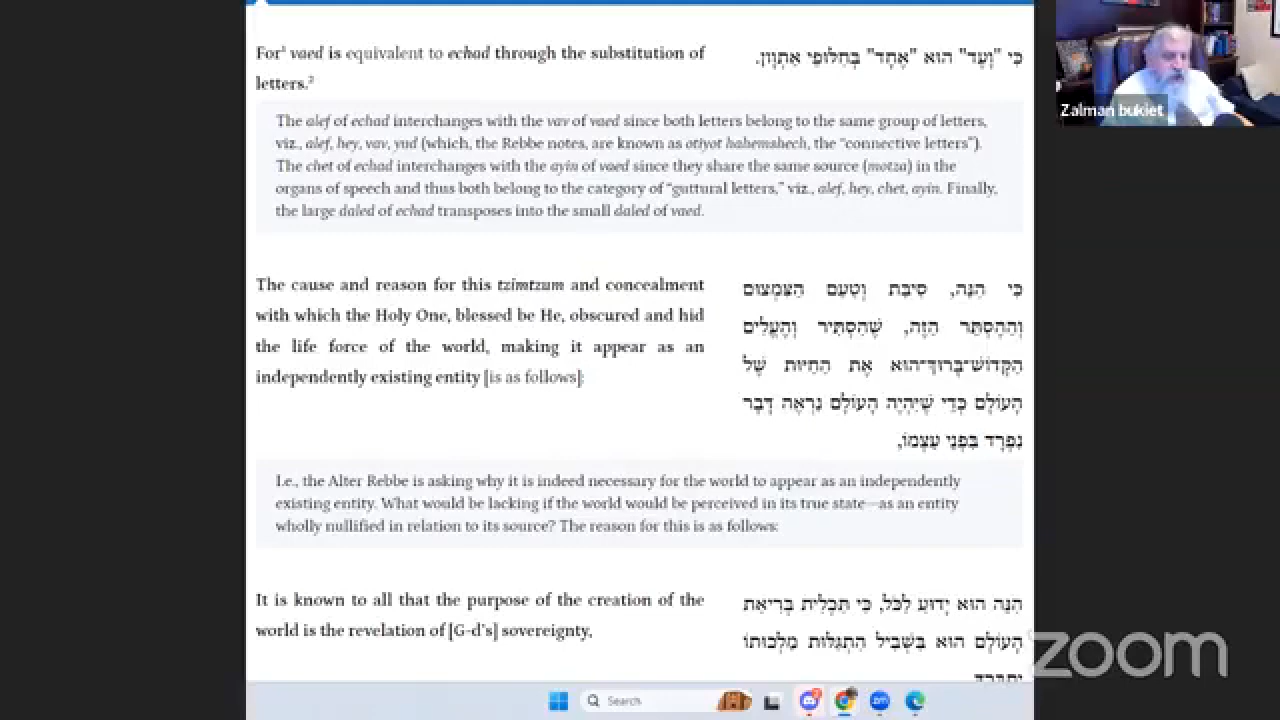 For¹ vaed is equivalent to echad through the substitution of
letters.²
כִּי "וָעֶד" הוּא "אֶחָד" בְּחִלּוּפֵי אַתְוָון.
The alef of echad interchanges with the vav of vaed since both letters belong to the same group of letters,
viz., alef, hey, vav, yud (which, the Rebbe notes, are known as otiyot hahemshech, the “connective letters”).
The chet of echad interchanges with the ayin of vaed since they share the same source (motza) in the
organs of speech and thus both belong to the category of “guttural letters,” viz., alef, hey, chet, ayin. Finally,
the large daled of echad transposes into the small daled of vaed.
The cause and reason for this tzimtzum and concealment
with which the Holy One, blessed be He, obscured and hid
the life force of the world, making it appear as an
independently existing entity [is as follows]:
כִּי הִנֵּה, סִיבַּת וְטַעַם הַצִּמְצוּם
וְהַהֶסְתֵּר הַזֶּה, שֶׁהִסְתִּיר וְהֶעֱלִים
הַקָּדוֹשׁ־בָּרוּךְ־הוּא אֶת הַחַיּוּת שֶׁל
הָעוֹלָם כְּדֵי שֶׁיִּהְיֶה הָעוֹלָם נִרְאֶה דָּבָר
נִפְרָד בִּפְנֵי עַצְמוֹ,
I.e., the Alter Rebbe is asking why it is indeed necessary for the world to appear as an independently
existing entity. What would be lacking if the world would be perceived in its true state—as an entity
wholly nullified in relation to its source? The reason for this is as follows:
It is known to all that the purpose of the creation of the
world is the revelation of [G-d’s] sovereignty,
הִנֵּה הוּא יָדוּעַ לַכֹּל, כִּי תַּכְלִית בְּרִיאַת
הָעוֹלָם הוּא בִּשְׁבִיל הִתְגַּלּוּת מַלְכוּתוֹ
Zalman bukiet
zoom
Search